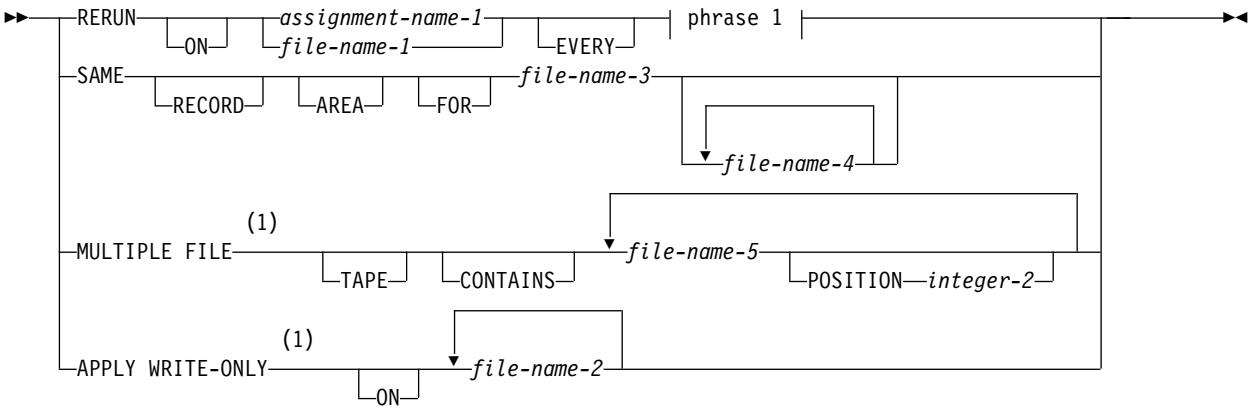 RERUN ON assignment-name-1 file-name-1 EVERY phrase 1
SAME RECORD AREA FOR file-name-3 file-name-4
MULTIPLE FILE (1) TAPE CONTAINS file-name-5 POSITION integer-2
APPLY WRITE-ONLY (1) ON file-name-2